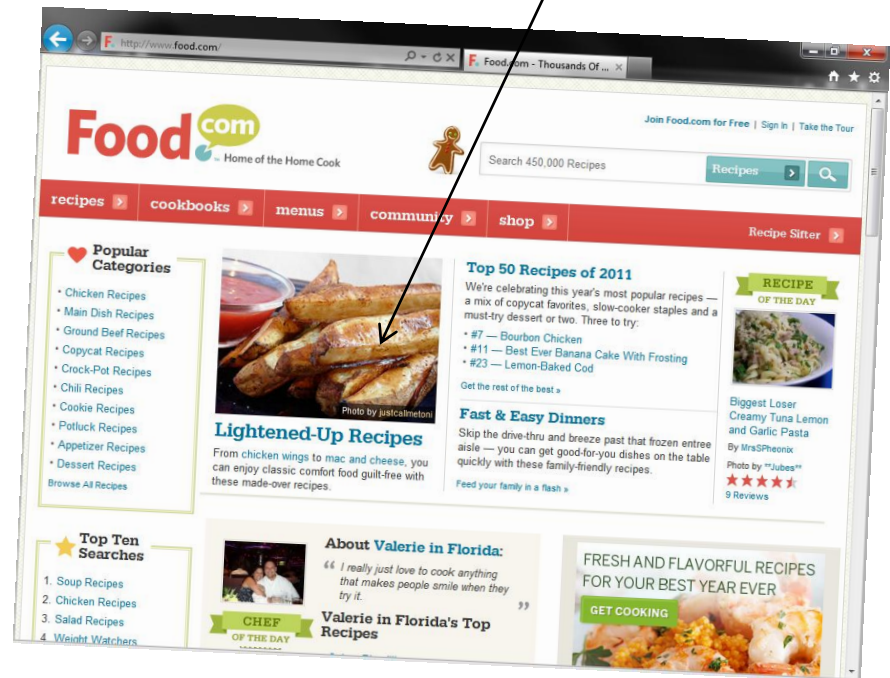 http://www.food.com/
F. Food.com - Thousands Of ...
Food.com
Home of the Home Cook
Join Food.com for Free | Sign In | Take the Tour
Search 450,000 Recipes
Recipes
recipes
cookbooks
menus
community
shop
Recipe Sifter
Popular
Categories
• Chicken Recipes
• Main Dish Recipes
• Ground Beef Recipes
• Copycat Recipes
• Crock-Pot Recipes
• Chili Recipes
• Cookie Recipes
• Potluck Recipes
• Appetizer Recipes
• Dessert Recipes
Browse All Recipes
Photo by justcallmetoni
Lightened-Up Recipes
From chicken wings to mac and cheese, you
can enjoy classic comfort food guilt-free with
these made-over recipes.
Top 50 Recipes of 2011
We're celebrating this year's most popular recipes —
a mix of copycat favorites, slow-cooker staples and a
must-try dessert or two. Three to try:
• #7 — Bourbon Chicken
• #11 — Best Ever Banana Cake With Frosting
• #23 — Lemon-Baked Cod
Get the rest of the best »
Fast & Easy Dinners
Skip the drive-thru and breeze past that frozen entree
aisle — you can get good-for-you dishes on the table
quickly with these family-friendly recipes.
Feed your family in a flash »
RECIPE
OF THE DAY
Biggest Loser
Creamy Tuna Lemon
and Garlic Pasta
By MrsSPheonix
Photo by **Jubes**
9 Reviews
Top Ten
Searches
1. Soup Recipes
2. Chicken Recipes
3. Salad Recipes
4. Weight Watchers
CHEF
OF THE DAY
About Valerie in Florida:
“ I really just love to cook anything
that makes people smile when they
try it. ”
Valerie in Florida's Top
Recipes
FRESH AND FLAVORFUL RECIPES
FOR YOUR BEST YEAR EVER
GET COOKING